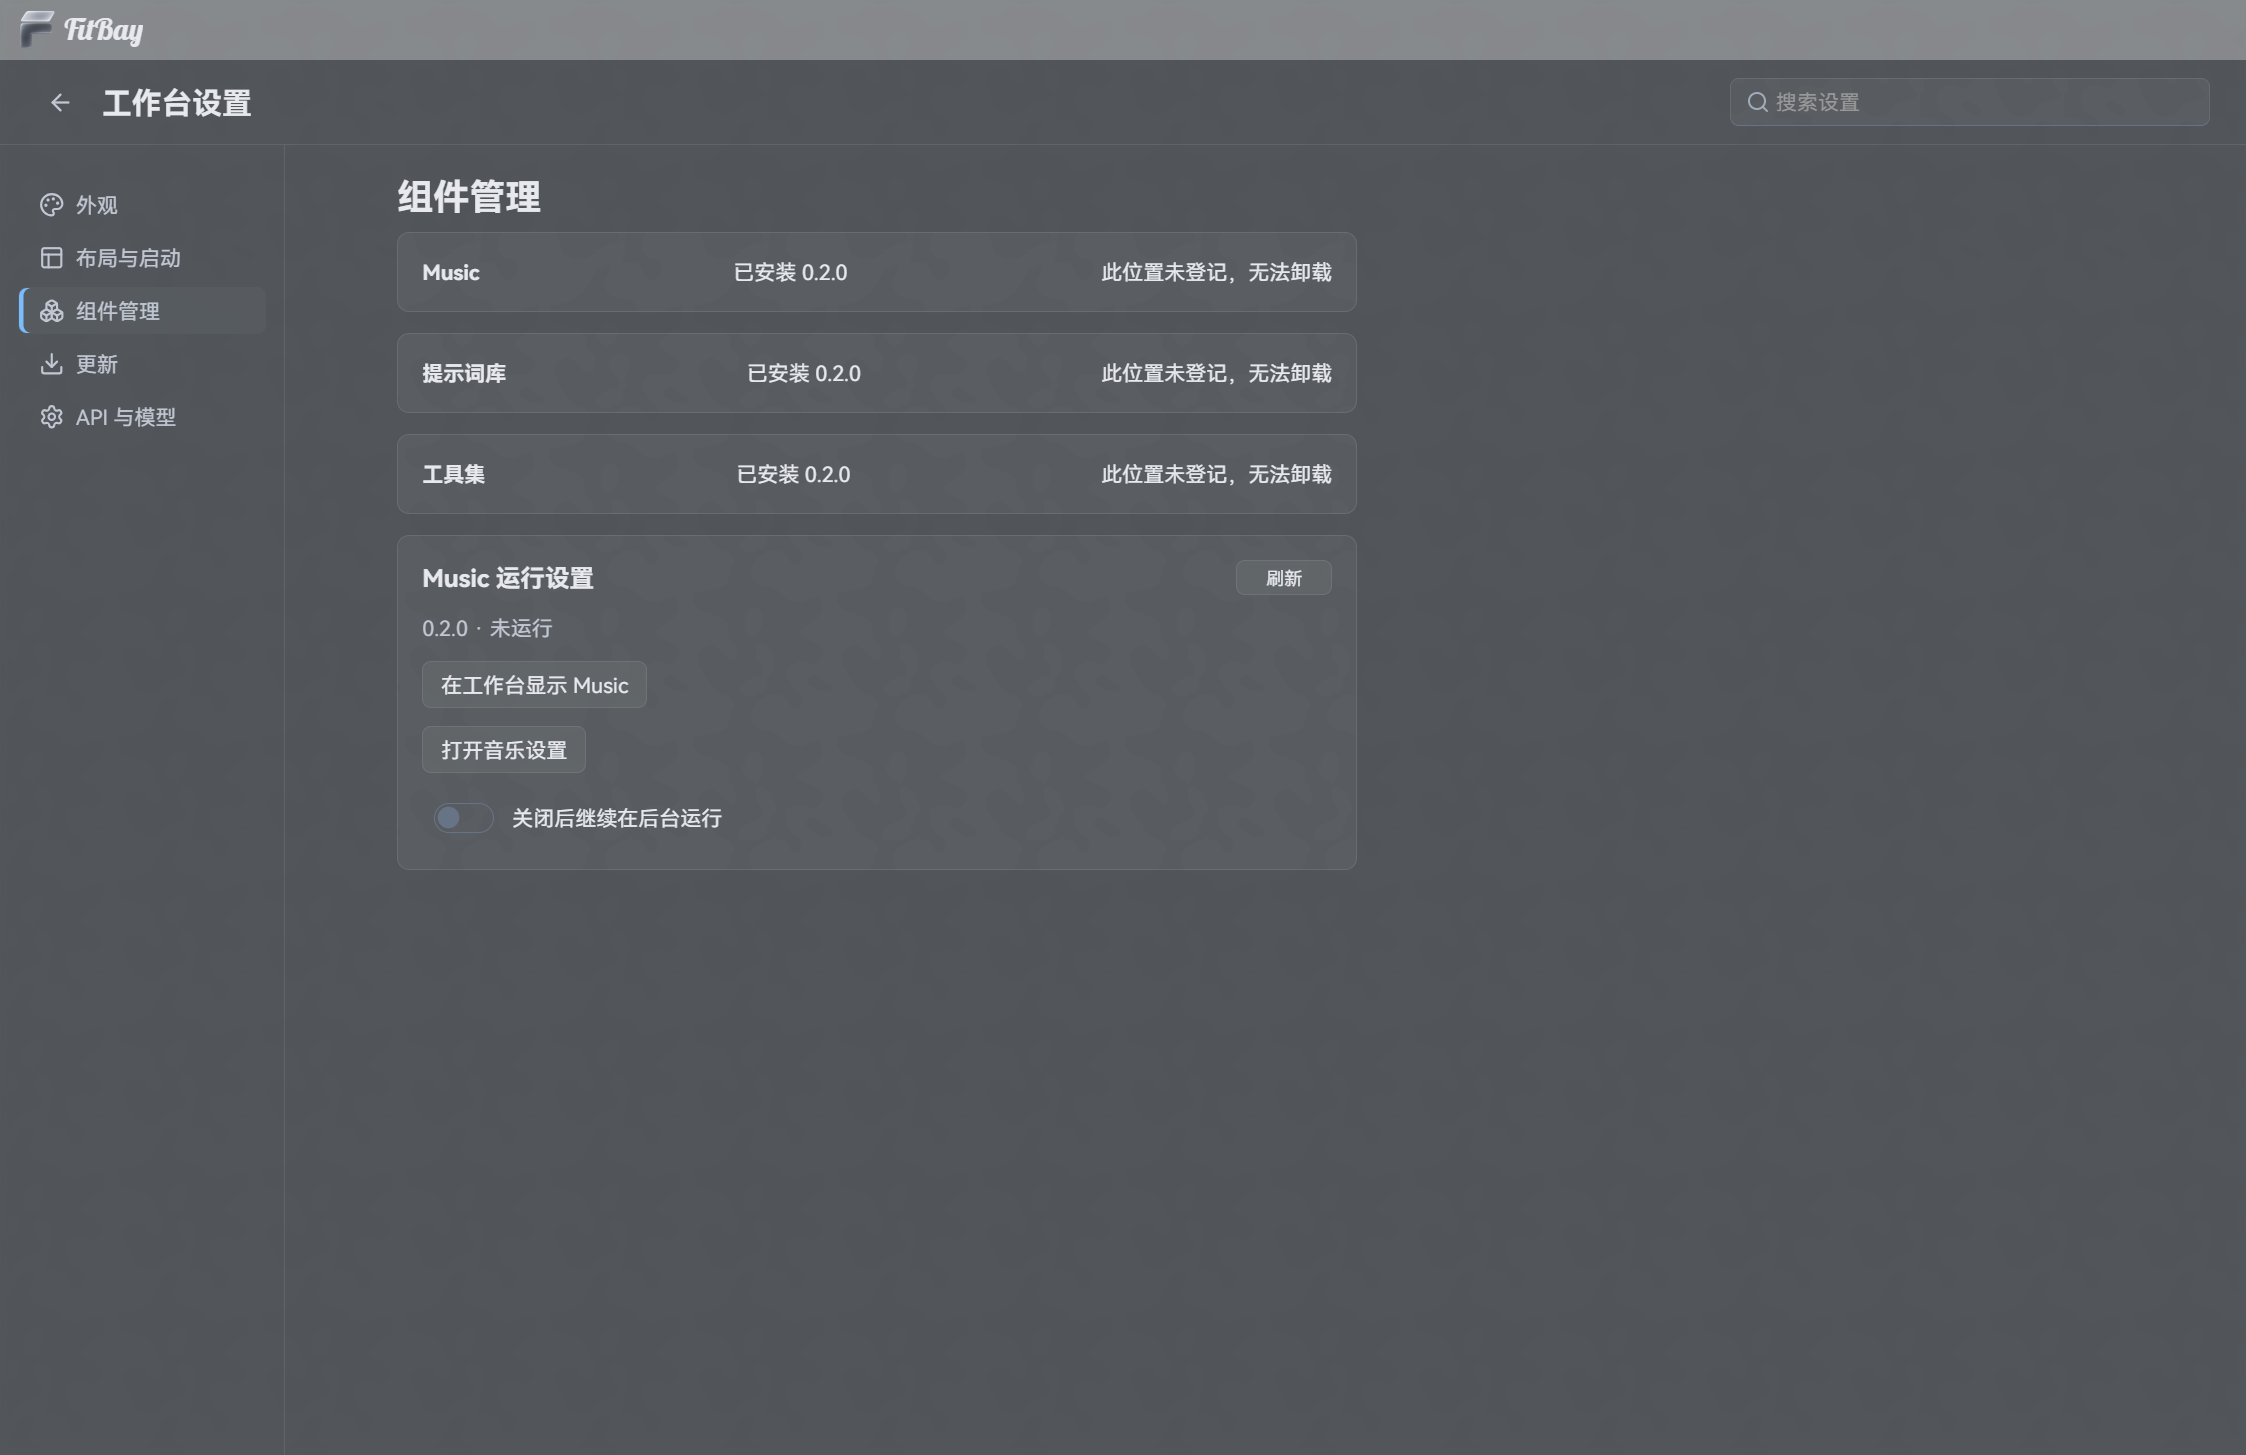 FitBay
工作台设置
搜索设置
外观
布局与启动
组件管理
更新
API 与模型
组件管理
Music 已安装 0.2.0 此位置未登记，无法卸载
提示词库 已安装 0.2.0 此位置未登记，无法卸载
工具集 已安装 0.2.0 此位置未登记，无法卸载
Music 运行设置 刷新
0.2.0 · 未运行
在工作台显示 Music
打开音乐设置
关闭后继续在后台运行